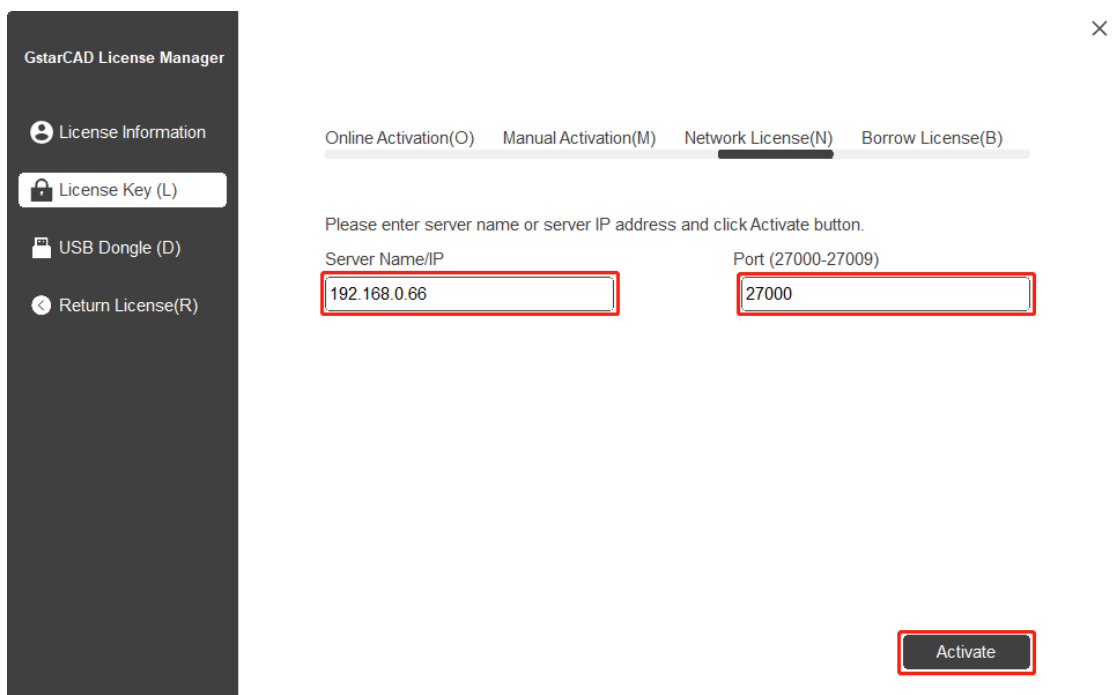 GstarCAD License Manager
License Information
License Key (L)
USB Dongle (D)
Return License(R)
Online Activation(O) Manual Activation(M) Network License(N) Borrow License(B)
Please enter server name or server IP address and click Activate button.
Server Name/IP Port (27000-27009)
192.168.0.66 27000
Activate